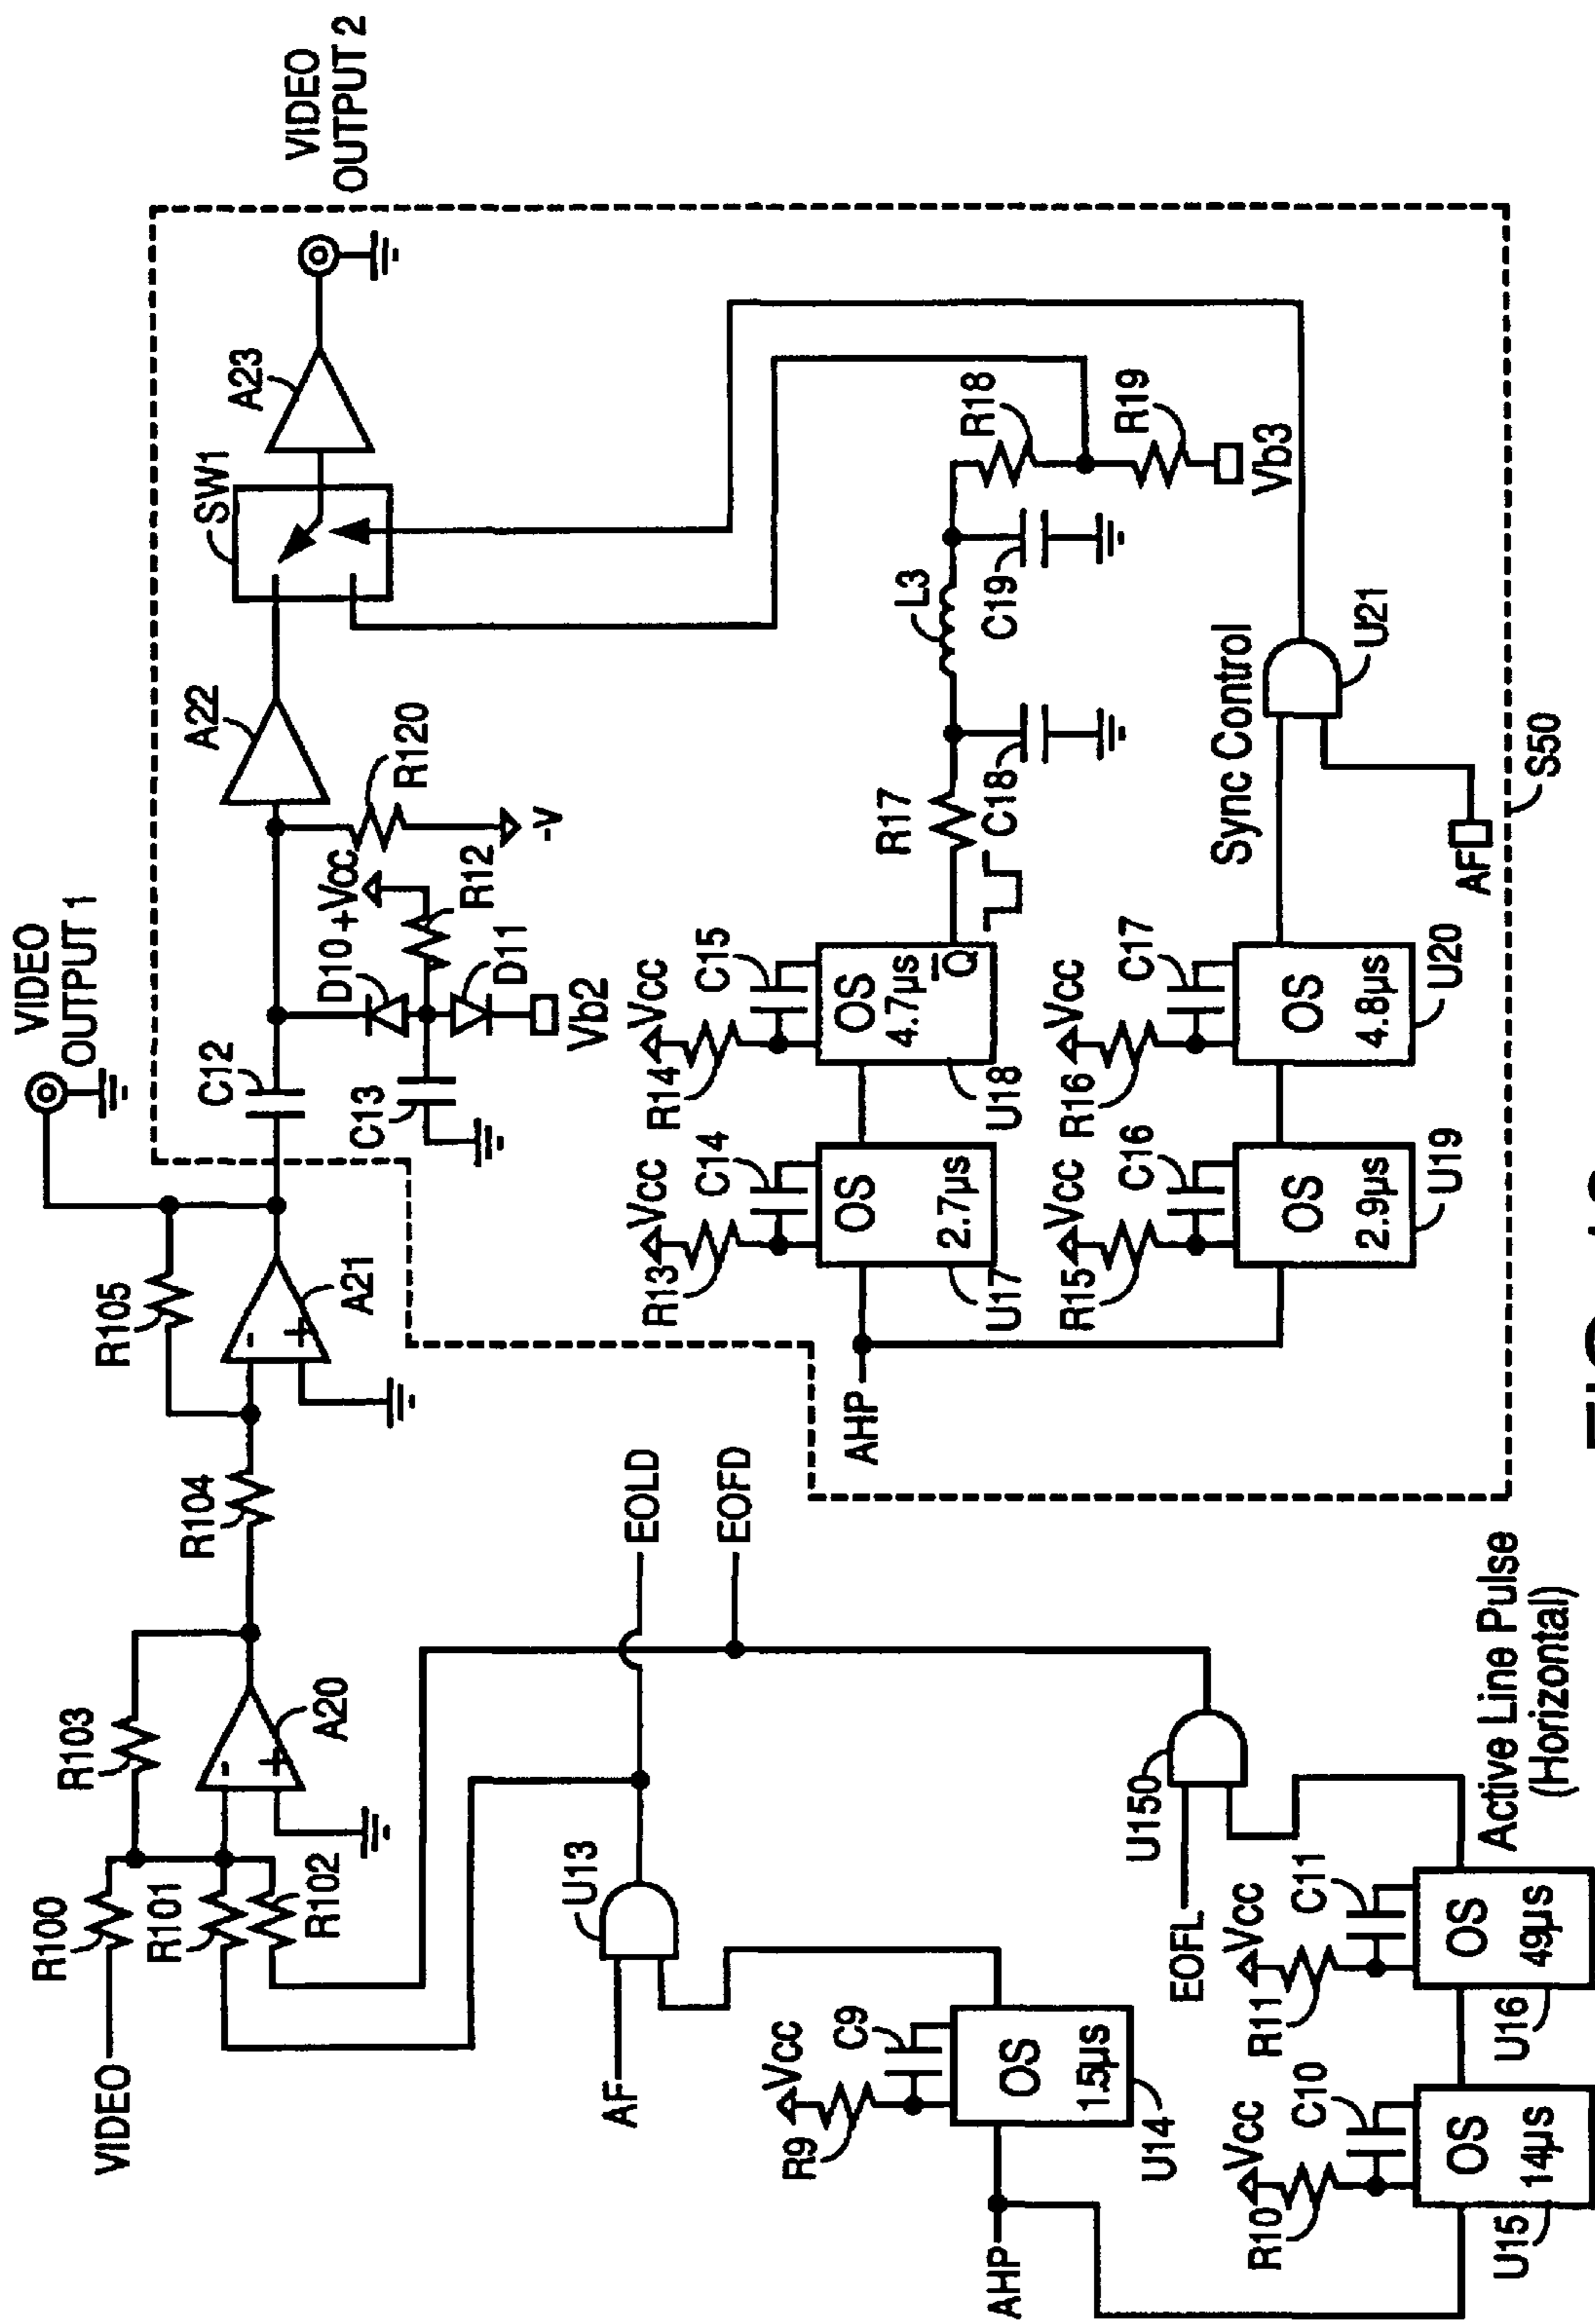 VIDEO
OUTPUT 1
VIDEO
OUTPUT 2
R105
R103
R100
VIDEO
R101
R102
A20
R104
A21
C12
D10
+Vcc
C13
R12
D11
Vb2
A22
R120
-V
SW1
A23
AF
U13
EOLD
EOFD
AHP
R9
Vcc
C9
OS
15µs
U14
EOFL
U150
R10
Vcc
C10
OS
14µs
U15
R11
Vcc
C11
OS
49µs
U16
Active Line Pulse
(Horizontal)
AHP
R13
Vcc
C14
OS
2.7µs
U17
R14
Vcc
C15
OS
4.7µs
Q
U18
R17
C18
L3
C19
R18
R19
Vb3
R15
Vcc
C16
OS
2.9µs
U19
R16
Vcc
C17
OS
4.8µs
U20
Sync Control
AF
U21
S50